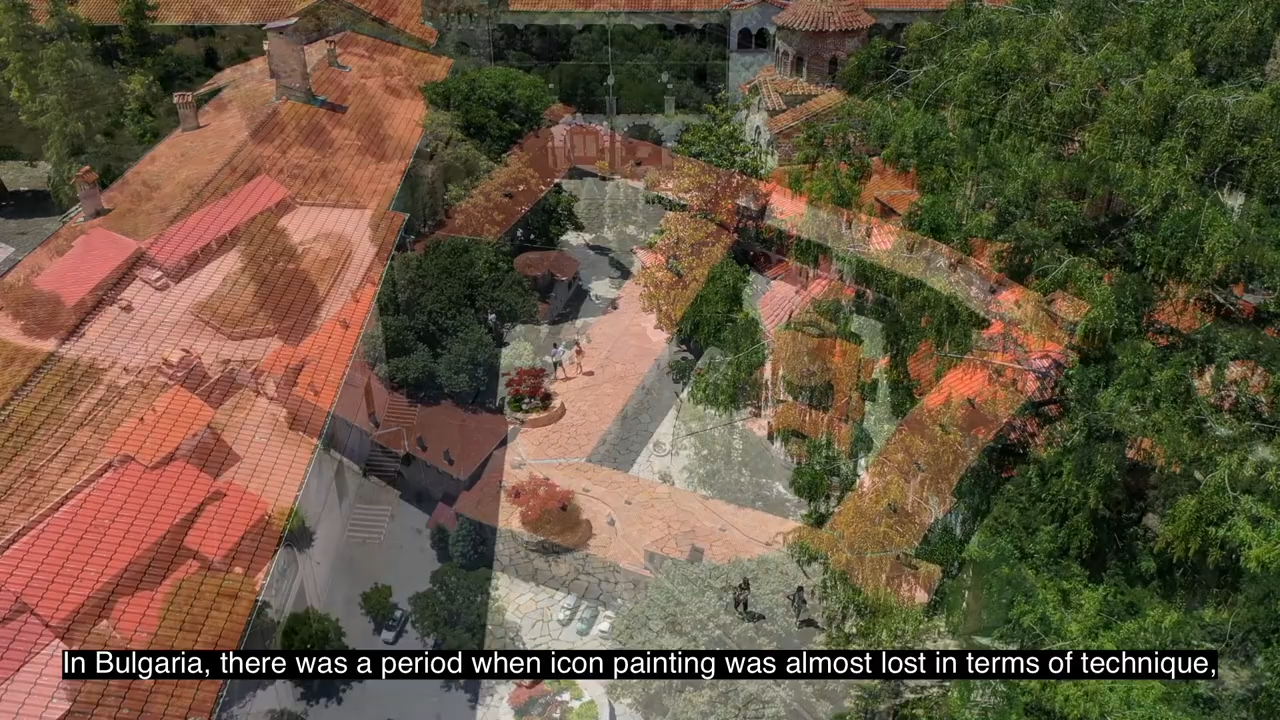 In Bulgaria, there was a period when icon painting was almost lost in terms of technique,